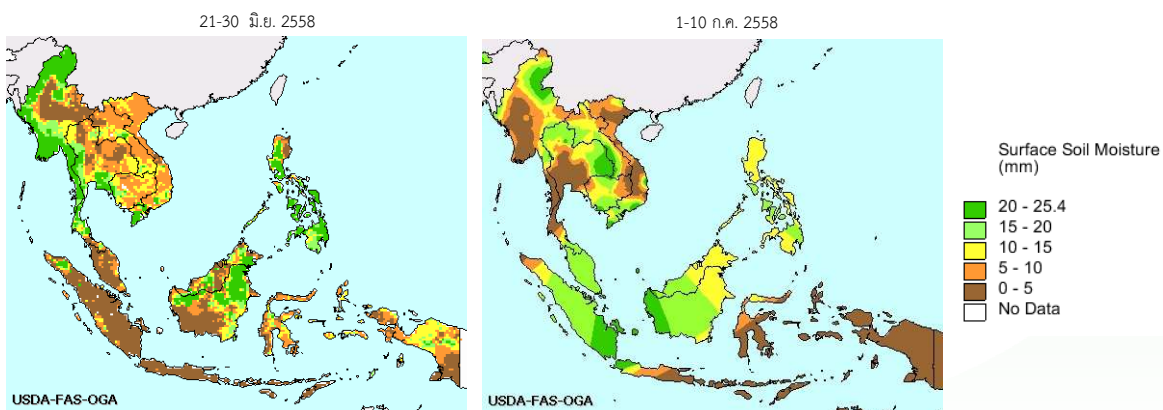 21-30 มิ.ย. 2558
1-10 ก.ค. 2558
USDA-FAS-OGA
USDA-FAS-OGA
Surface Soil Moisture
(mm)
20 - 25.4
15 - 20
10 - 15
5 - 10
0 - 5
No Data